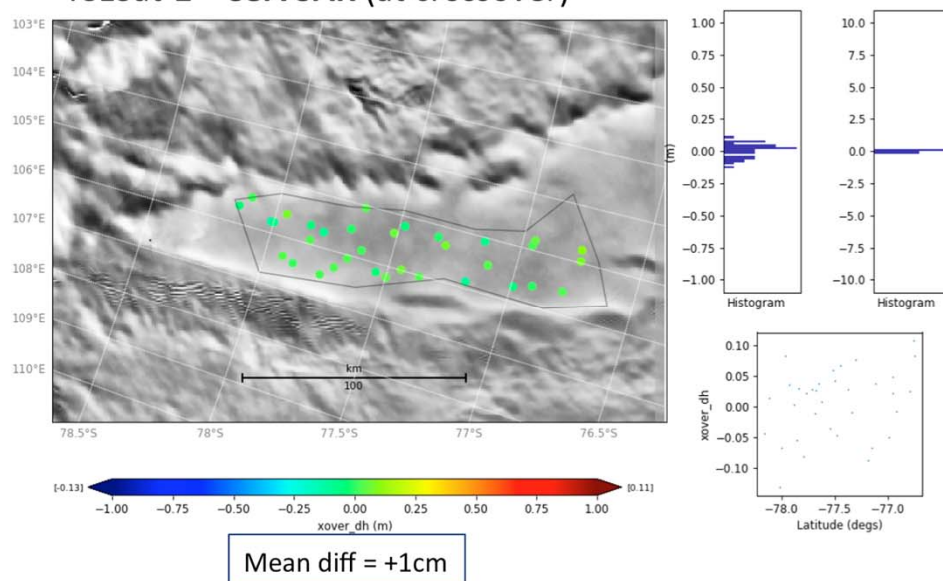 (at crossover)
103°E
104°E
105°E
106°E
107°E
108°E
109°E
110°E
78.5°S
78°S
77.5°S
77°S
76.5°S
km
100
[-0.13]
[0.11]
−1.00
−0.75
−0.50
−0.25
0.00
0.25
0.50
0.75
1.00
xover_dh (m)
Mean diff = +1cm
1.00
0.75
0.50
0.25
0.00
−0.25
−0.50
−0.75
−1.00
(m)
Histogram
10.0
7.5
5.0
2.5
0.0
−2.5
−5.0
−7.5
−10.0
Histogram
0.10
0.05
0.00
−0.05
−0.10
xover_dh
−78.0
−77.5
−77.0
Latitude (degs)